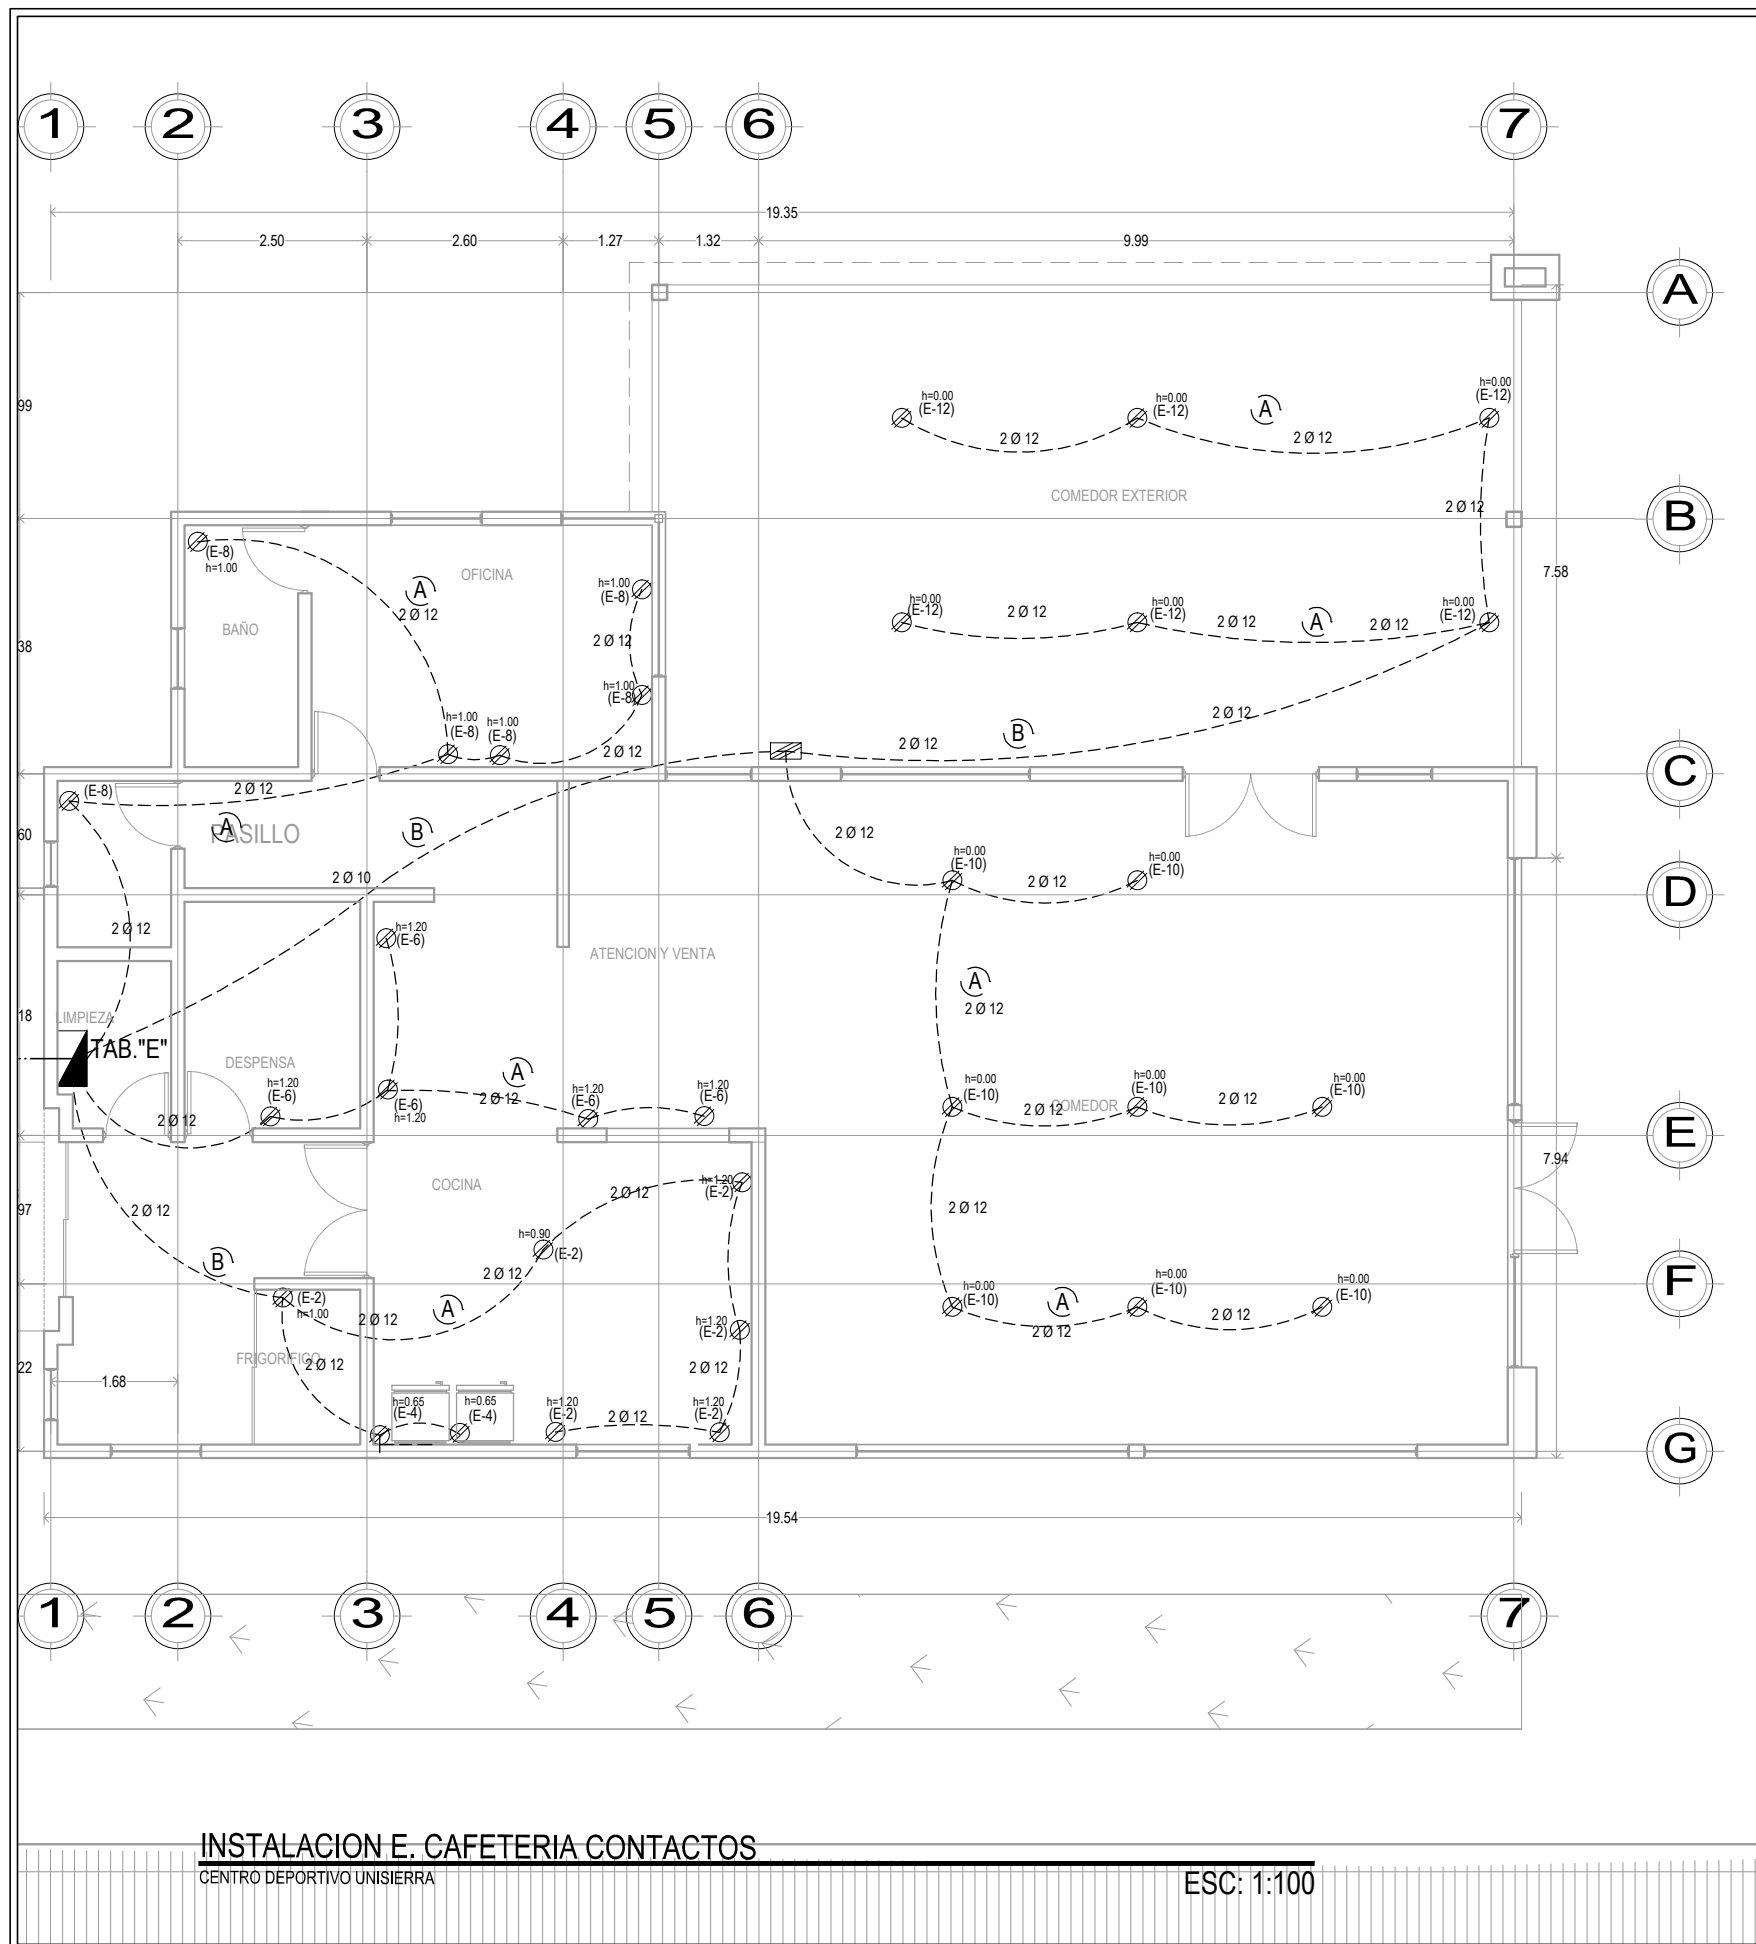 1 2 3 4 5 6 7
19.35
2.50 2.60 1.27 1.32 9.99
A
99
h=0.00 h=0.00 h=0.00
(E-12) (E-12) A (E-12)
2 Ø 12 2 Ø 12
COMEDOR EXTERIOR
2 Ø 12
B
(E-8)
h=1.00
OFICINA
7.58
h=1.00
(E-8)
A
2 Ø 12
h=0.00 h=0.00 h=0.00
(E-12) (E-12) (E-12)
2 Ø 12 2 Ø 12 A 2 Ø 12
BAÑO
2 Ø 12
38
h=1.00
(E-8)
h=1.00 h=1.00
(E-8) (E-8)
2 Ø 12
2 Ø 12
B
2 Ø 12
C
(E-8)
2 Ø 12
A
PASILLO
B
60
2 Ø 12
h=0.00 h=0.00
(E-10) (E-10)
2 Ø 10
2 Ø 12
D
2 Ø 12
h=1.20
(E-6)
ATENCION Y VENTA
A
2 Ø 12
18
LIMPIEZA
TAB."E"
DESPENSA
A
h=1.20
(E-6)
(E-6)
h=1.20
2 Ø 12
h=1.20
(E-6)
h=1.20
(E-6)
h=0.00 h=0.00 h=0.00
(E-10) (E-10) (E-10)
2 Ø 12 COMEDOR 2 Ø 12
2 Ø 12
E
7.94
COCINA
h=1.20
(E-2)
2 Ø 12
97
2 Ø 12
2 Ø 12
h=0.90
(E-2)
B
2 Ø 12
F
(E-2)
h=1.00
A
2 Ø 12
h=1.20
(E-2)
h=0.00 h=0.00 h=0.00
(E-10) (E-10) (E-10)
A
2 Ø 12 2 Ø 12
FRIGORIFICO
2 Ø 12
2 Ø 12
22
1.68
h=0.65 h=0.65 h=1.20 h=1.20
(E-4) (E-4) (E-2) (E-2)
2 Ø 12
G
19.54
1 2 3 4 5 6 7
INSTALACION E. CAFETERIA CONTACTOS
CENTRO DEPORTIVO UNISIERRA
ESC: 1:100